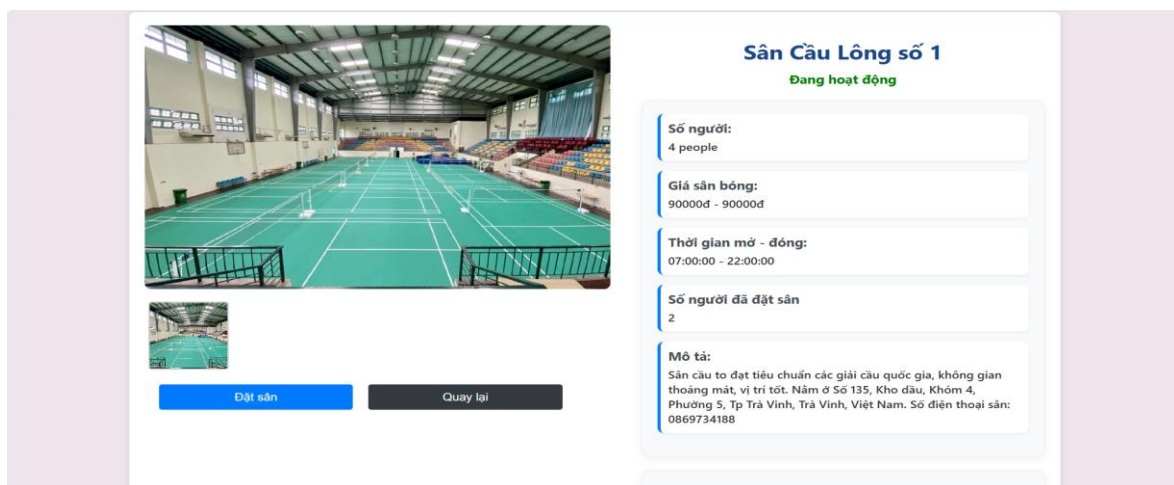 Sân Cầu Lông số 1
Đang hoạt động
Số người:
4 people
Giá sân bóng:
90000đ - 90000đ
Thời gian mở - đóng:
07:00:00 - 22:00:00
Số người đã đặt sân
2
Mô tả:
Sân cầu to đạt tiêu chuẩn các giải cầu quốc gia, không gian
thoáng mát, vị trí tốt. Nằm ở Số 135, Kho dầu, Khóm 4,
Phường 5, Tp Trà Vinh, Trà Vinh, Việt Nam. Số điện thoại sân:
0869734188
Đặt sân
Quay lại